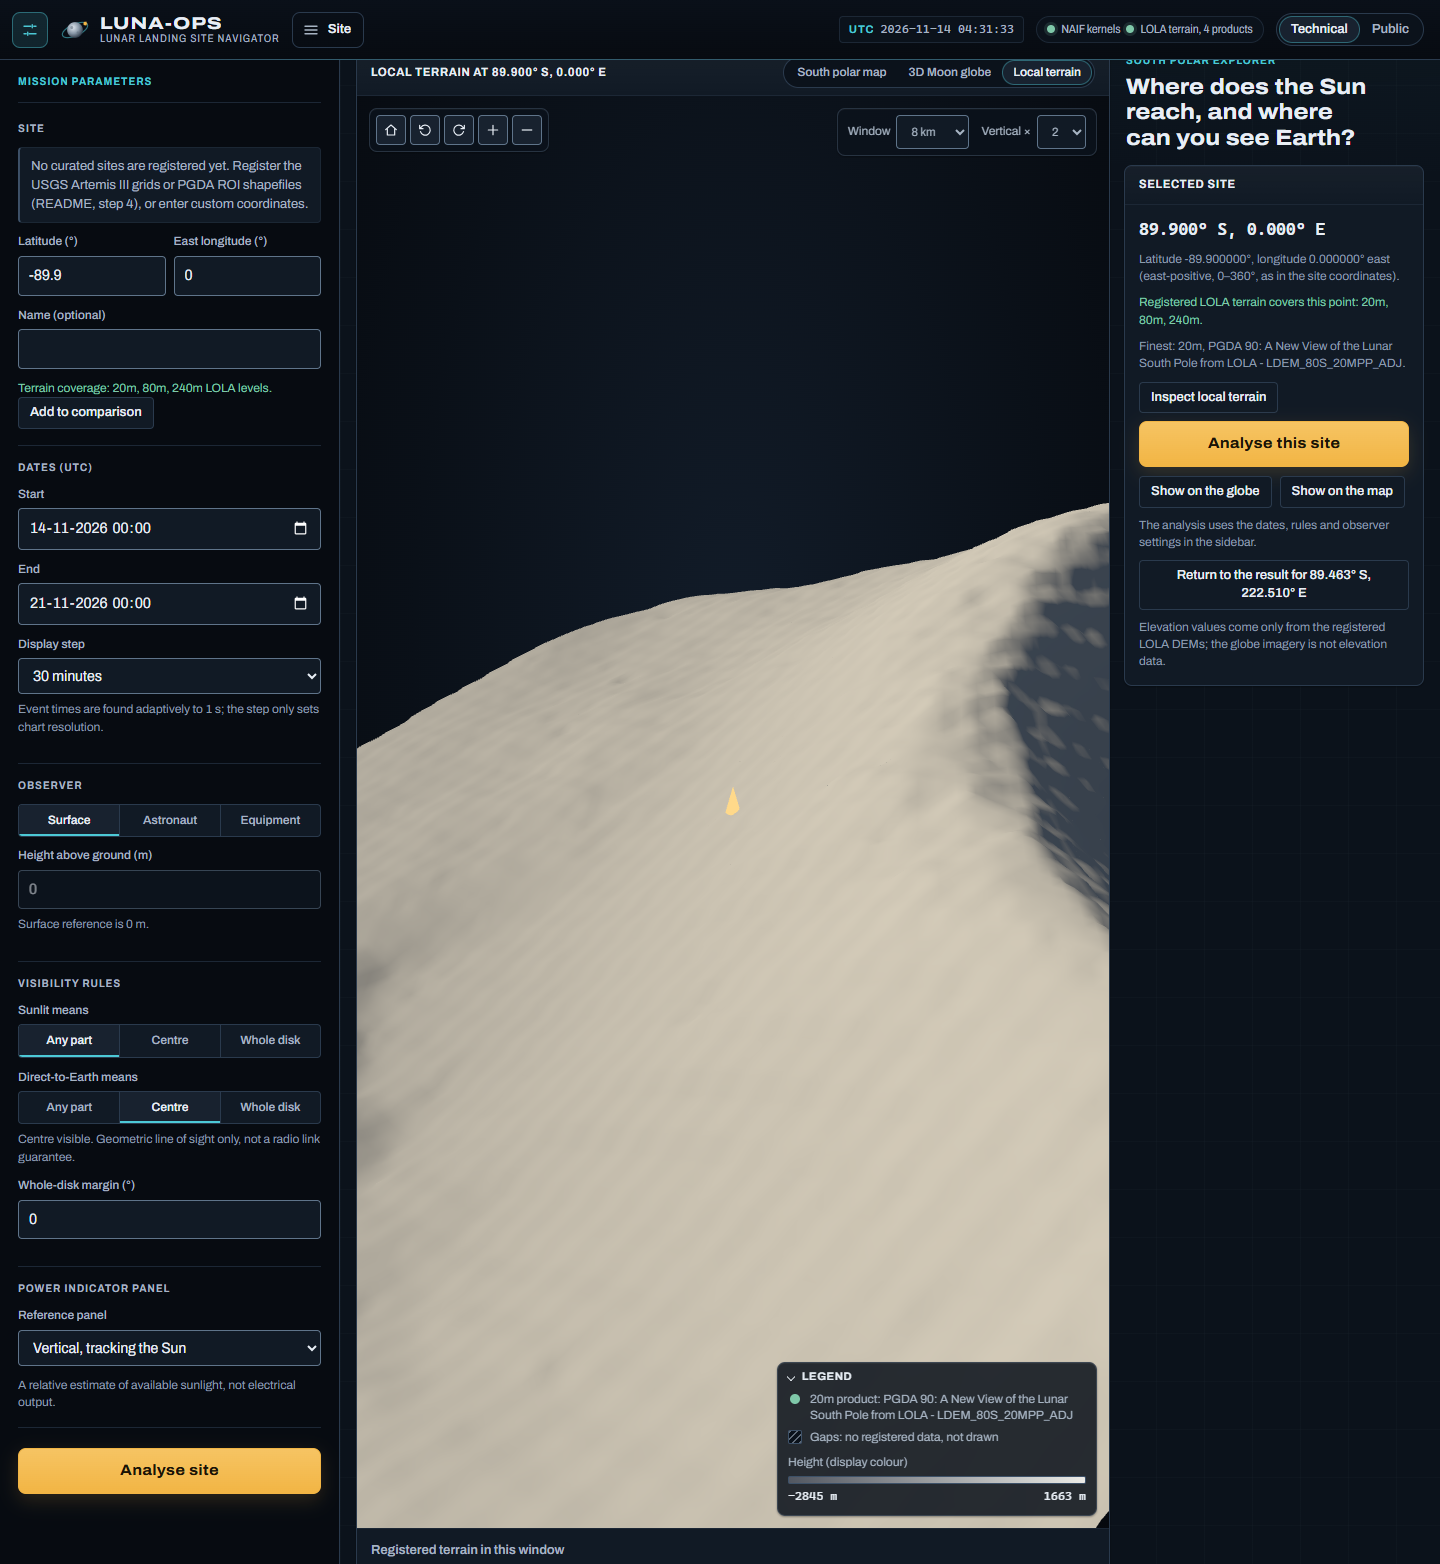 LUNA-OPS
LUNAR LANDING SITE NAVIGATOR
Site
UTC 2026-11-14 04:31:33
NAIF kernels
LOLA terrain, 4 products
Technical
Public
MISSION PARAMETERS
SITE
No curated sites are registered yet. Register the
USGS Artemis III grids or PGDA ROI shapefiles
(README, step 4), or enter custom coordinates.
Latitude (°)
East longitude (°)
-89.9
0
Name (optional)
Terrain coverage: 20m, 80m, 240m LOLA levels.
Add to comparison
DATES (UTC)
Start
14-11-2026 00:00
End
21-11-2026 00:00
Display step
30 minutes
Event times are found adaptively to 1 s; the step only sets
chart resolution.
OBSERVER
Surface
Astronaut
Equipment
Height above ground (m)
0
Surface reference is 0 m.
VISIBILITY RULES
Sunlit means
Any part
Centre
Whole disk
Direct-to-Earth means
Any part
Centre
Whole disk
Centre visible. Geometric line of sight only, not a radio link
guarantee.
Whole-disk margin (°)
0
POWER INDICATOR PANEL
Reference panel
Vertical, tracking the Sun
A relative estimate of available sunlight, not electrical
output.
Analyse site
LOCAL TERRAIN AT 89.900° S, 0.000° E
South polar map
3D Moon globe
Local terrain
Window
8 km
Vertical ×
2
LEGEND
20m product: PGDA 90: A New View of the Lunar
South Pole from LOLA - LDEM_80S_20MPP_ADJ
Gaps: no registered data, not drawn
Height (display colour)
−2845 m
1663 m
Registered terrain in this window
SOUTH POLAR EXPLORER
Where does the Sun
reach, and where
can you see Earth?
SELECTED SITE
89.900° S, 0.000° E
Latitude -89.900000°, longitude 0.000000° east
(east-positive, 0–360°, as in the site coordinates).
Registered LOLA terrain covers this point: 20m,
80m, 240m.
Finest: 20m, PGDA 90: A New View of the Lunar
South Pole from LOLA - LDEM_80S_20MPP_ADJ.
Inspect local terrain
Analyse this site
Show on the globe
Show on the map
The analysis uses the dates, rules and observer
settings in the sidebar.
Return to the result for 89.463° S,
222.510° E
Elevation values come only from the registered
LOLA DEMs; the globe imagery is not elevation
data.